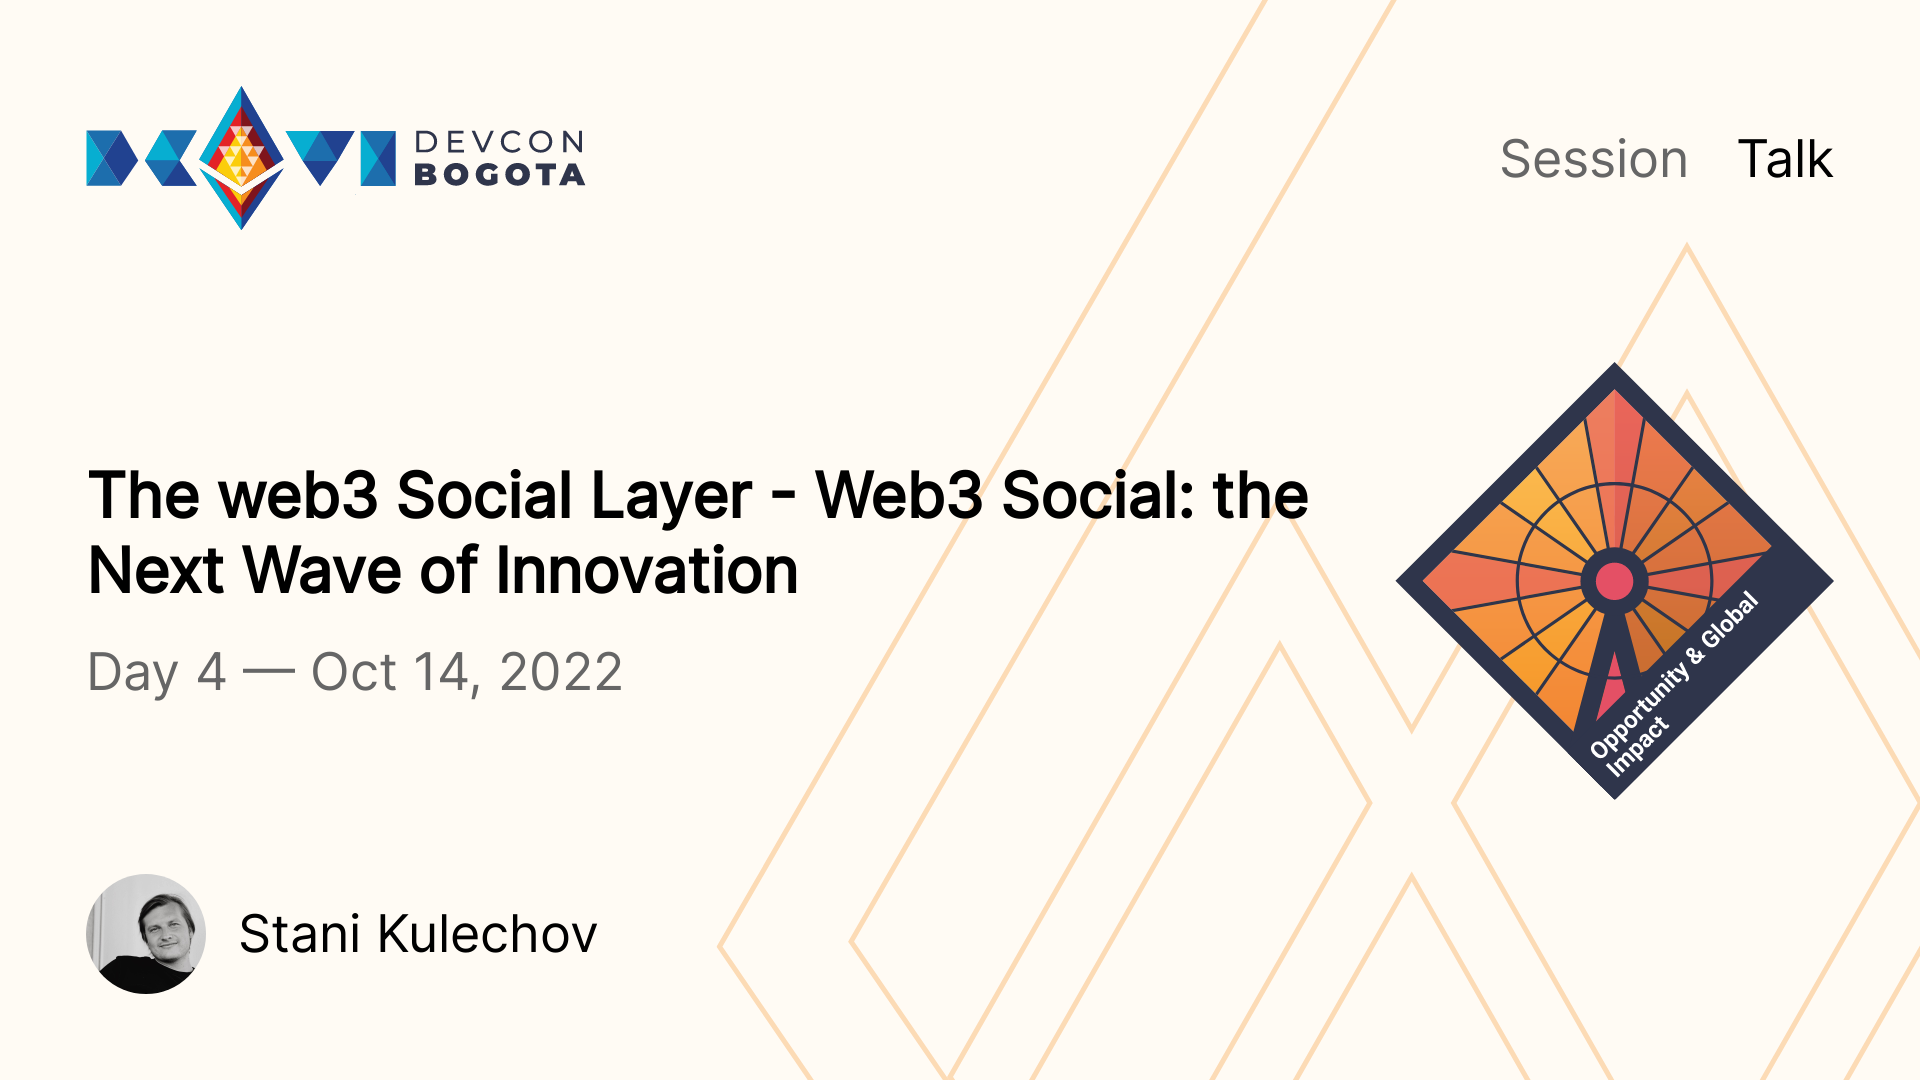 DEVCON
BOGOTA
Session Talk
The web3 Social Layer - Web3 Social: the
Next Wave of Innovation
Day 4 — Oct 14, 2022
Opportunity & Global
Impact
Stani Kulechov